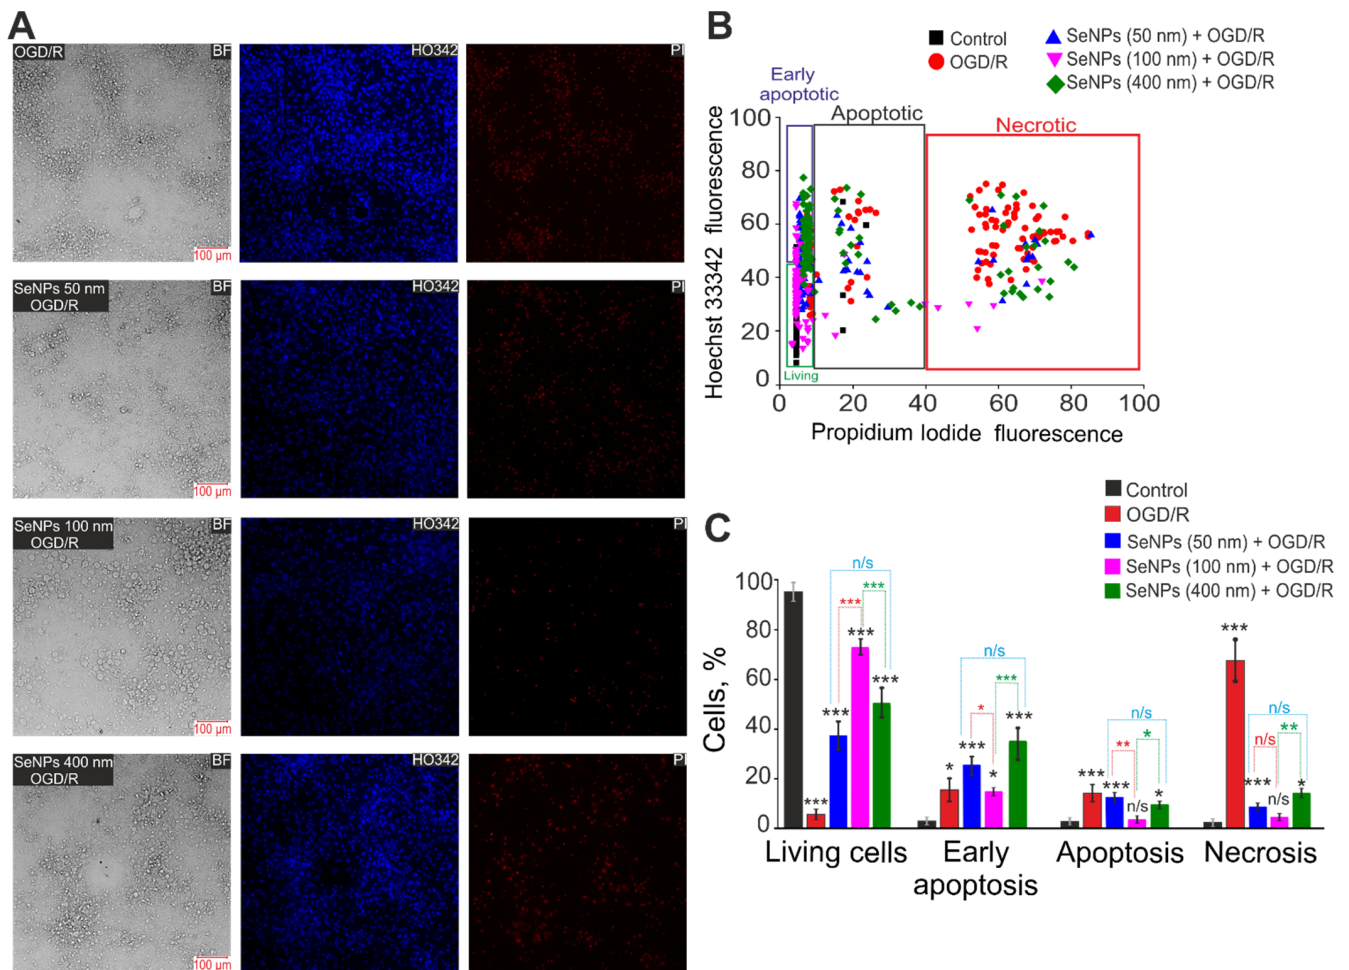 A
OGD/R
BF
HO342
PI
100 µm
SeNPs 50 nm
OGD/R
BF
HO342
PI
100 µm
SeNPs 100 nm
OGD/R
BF
HO342
PI
100 µm
SeNPs 400 nm
OGD/R
BF
HO342
PI
100 µm
B
Control
OGD/R
SeNPs (50 nm) + OGD/R
SeNPs (100 nm) + OGD/R
SeNPs (400 nm) + OGD/R
Early
apoptotic
Apoptotic
Necrotic
Living
Hoechst 33342 fluorescence
100
80
60
40
20
0
0 20 40 60 80 100
Propidium Iodide fluorescence
C
Control
OGD/R
SeNPs (50 nm) + OGD/R
SeNPs (100 nm) + OGD/R
SeNPs (400 nm) + OGD/R
Cells, %
100
80
60
40
20
0
n/s
*** ***
***
*** ***
***
n/s
***
*
*** ***
* *
n/s
** *
*** ***
n/s *
***
n/s
n/s **
*** n/s *
Living cells
Early
apoptosis
Apoptosis
Necrosis